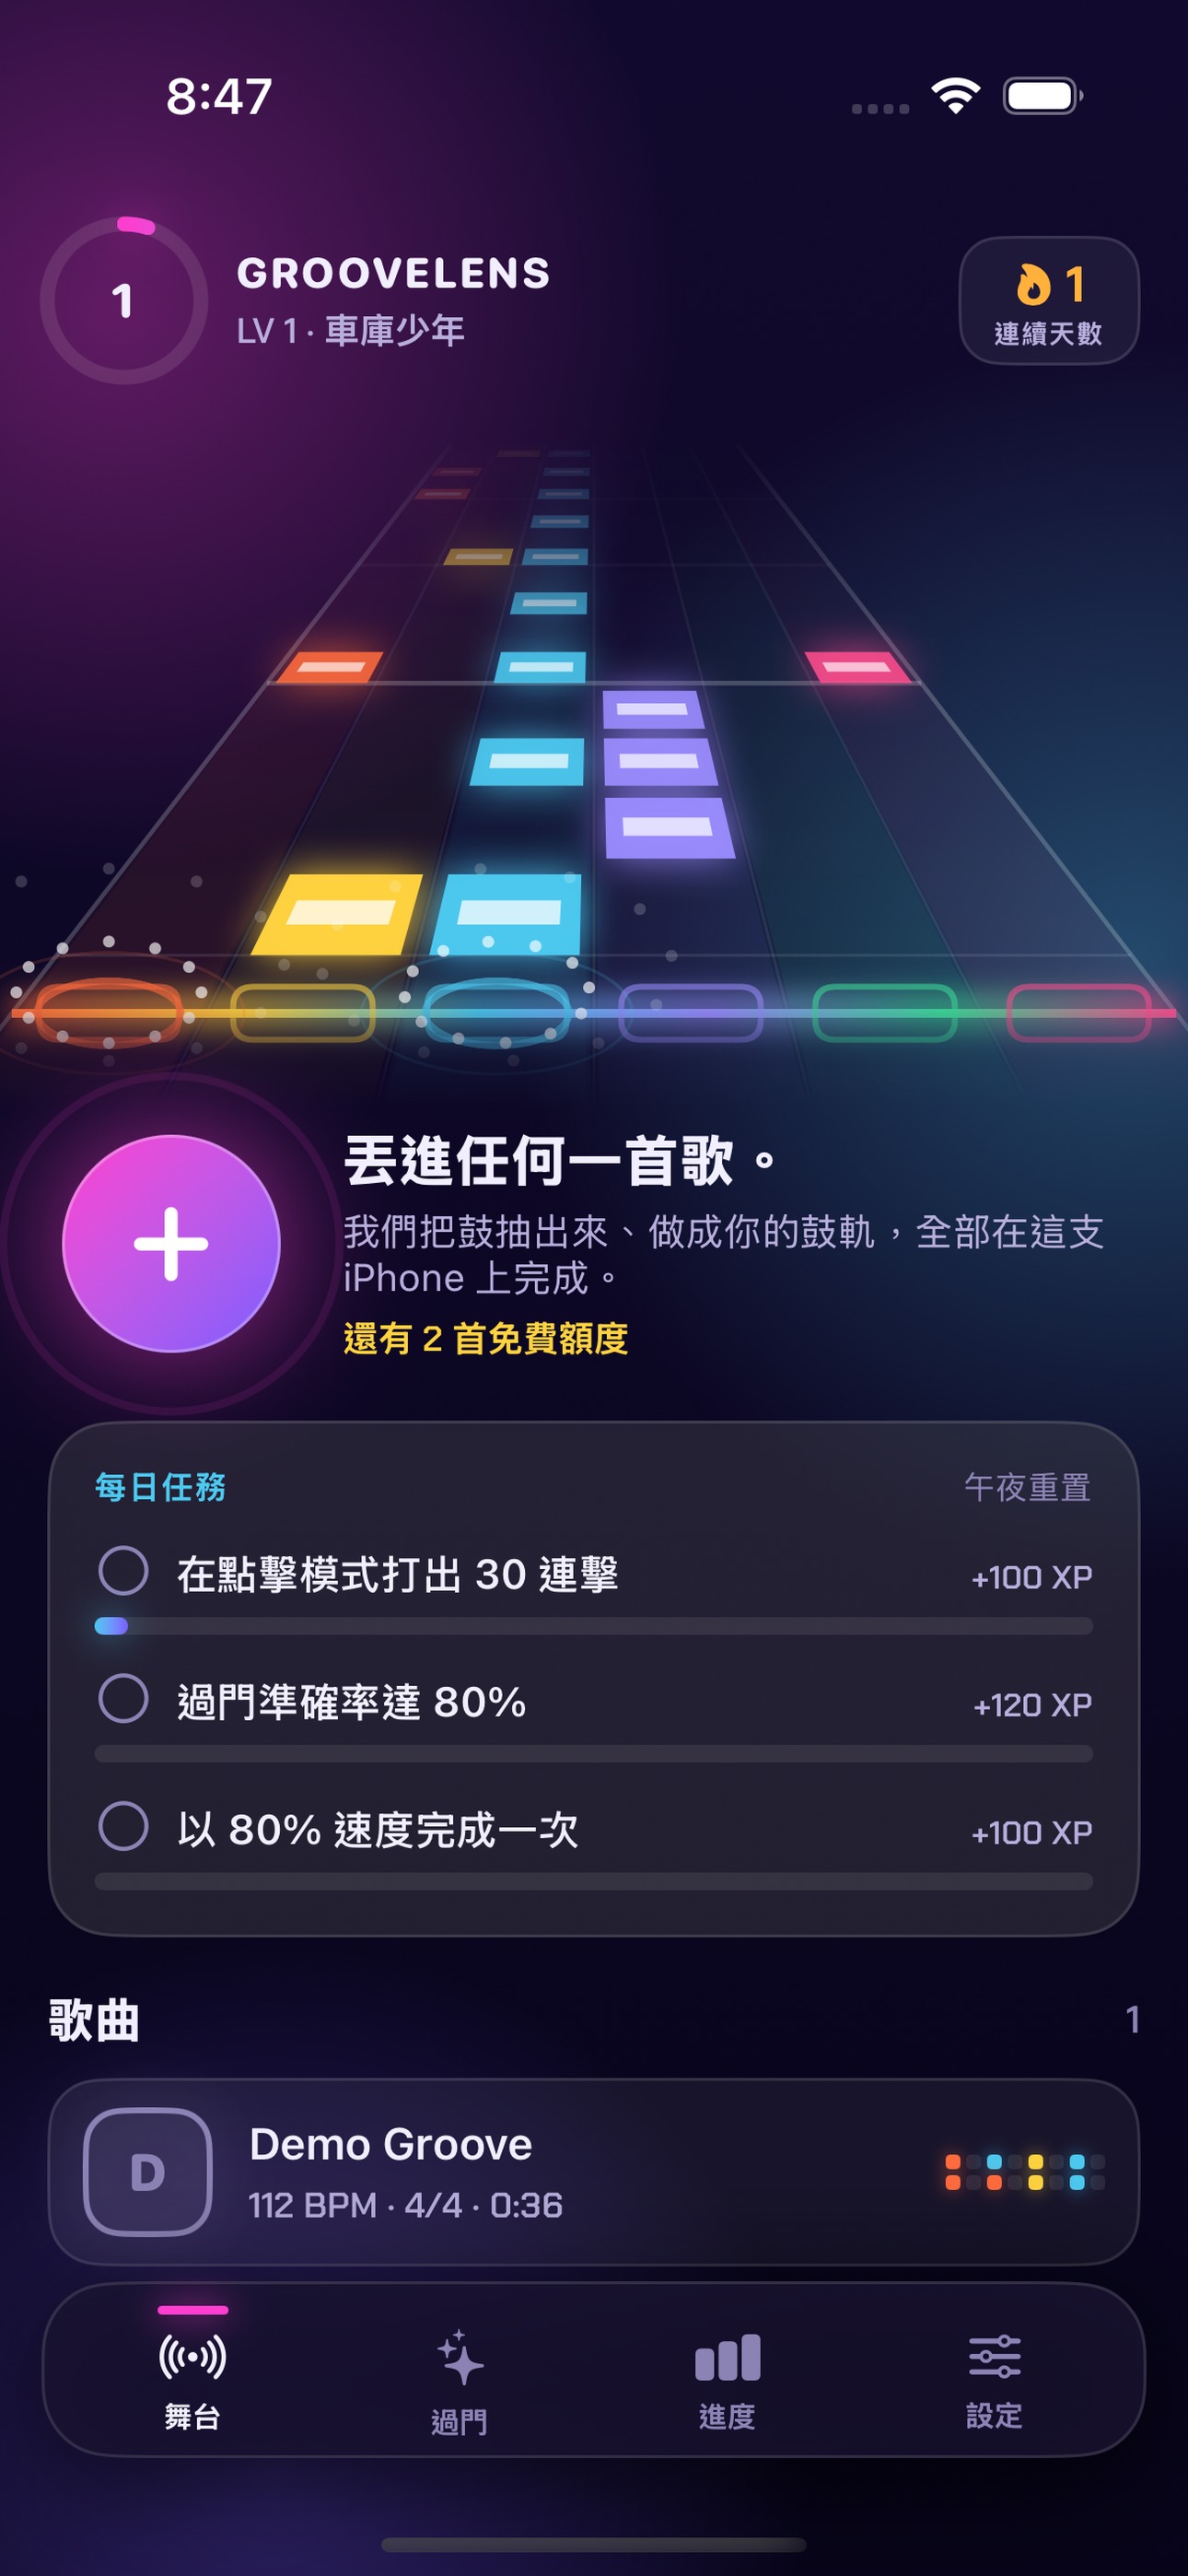 8:47
1
GROOVELENS
LV 1 · 車庫少年
1
連續天數
丟進任何一首歌。
我們把鼓抽出來、做成你的鼓軌，全部在這支
iPhone 上完成。
還有 2 首免費額度
每日任務
午夜重置
在點擊模式打出 30 連擊
+100 XP
過門準確率達 80%
+120 XP
以 80% 速度完成一次
+100 XP
歌曲
1
D
Demo Groove
112 BPM · 4/4 · 0:36
舞台
過門
進度
設定